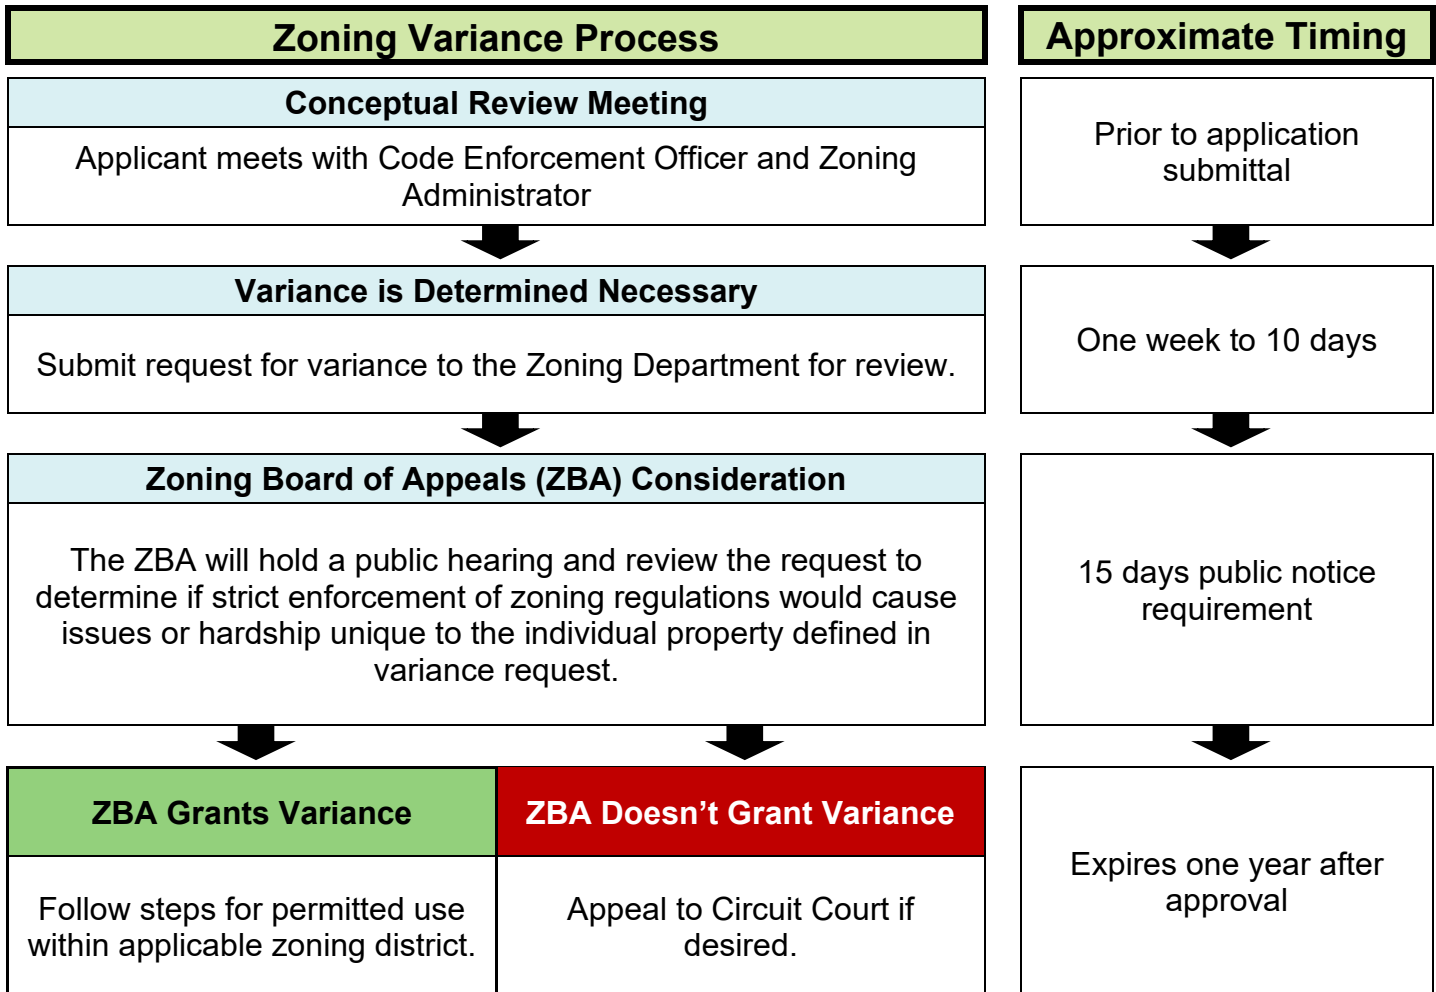 Zoning Variance Process
Approximate Timing
Conceptual Review Meeting
Applicant meets with Code Enforcement Officer and Zoning
Administrator
Prior to application
submittal
Variance is Determined Necessary
Submit request for variance to the Zoning Department for review.
One week to 10 days
Zoning Board of Appeals (ZBA) Consideration
The ZBA will hold a public hearing and review the request to
determine if strict enforcement of zoning regulations would cause
issues or hardship unique to the individual property defined in
variance request.
15 days public notice
requirement
ZBA Grants Variance
Follow steps for permitted use
within applicable zoning district.
ZBA Doesn’t Grant Variance
Appeal to Circuit Court if
desired.
Expires one year after
approval